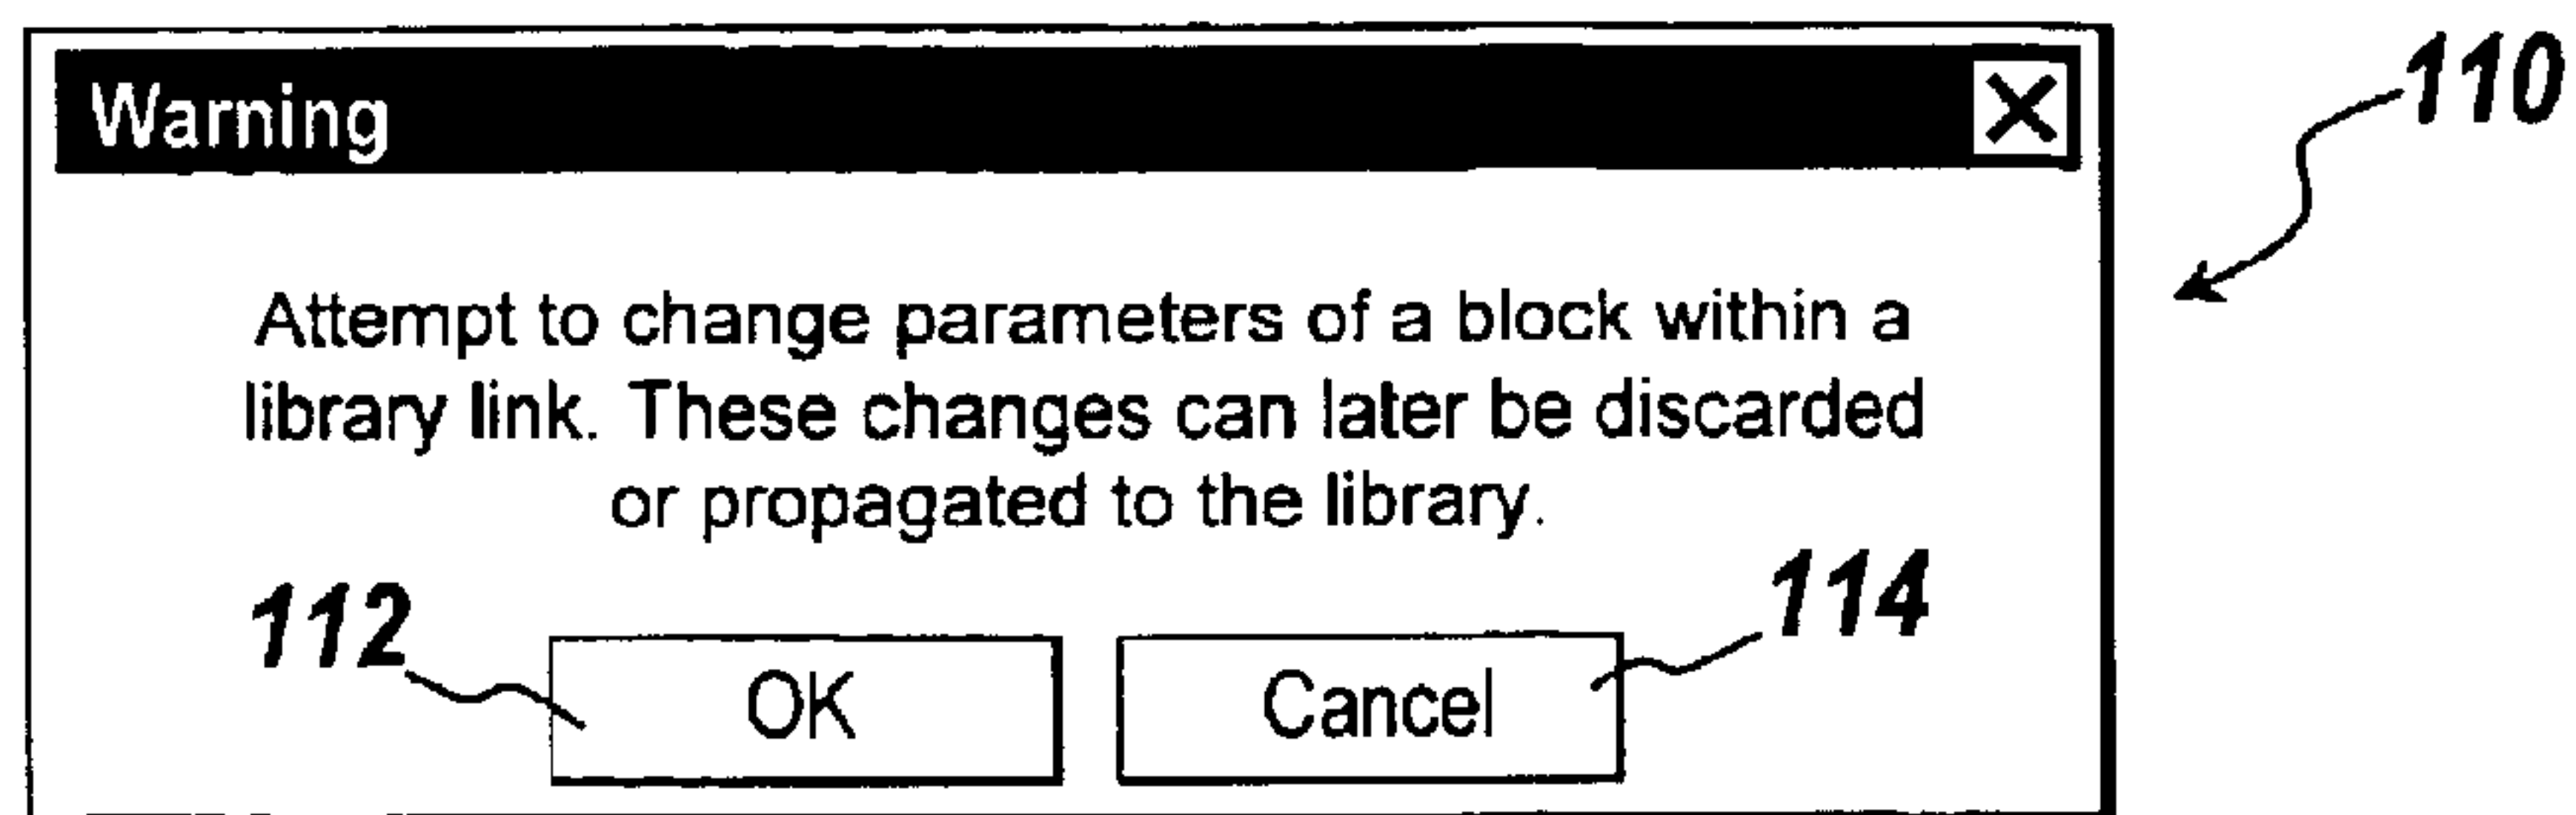 Warning
110
Attempt to change parameters of a block within a
library link. These changes can later be discarded
or propagated to the library.
112
114
OK
Cancel